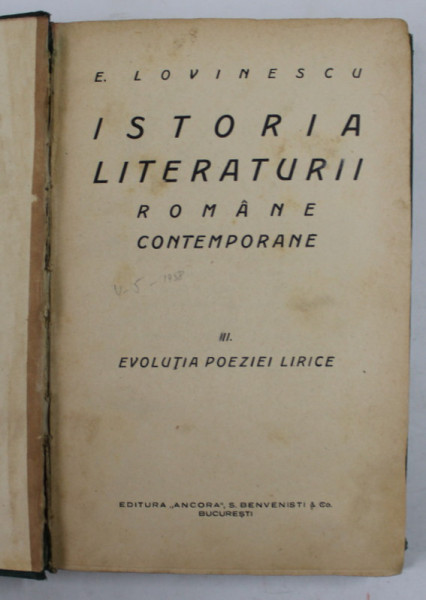 E. LOVINESCU
ISTORIA
LITERATURII
ROMÂNE
CONTEMPORANE
III.
EVOLUȚIA POEZIEI LIRICE
EDITURA „ANCORA”, S. BENVENISTI & Co.
BUCUREȘTI